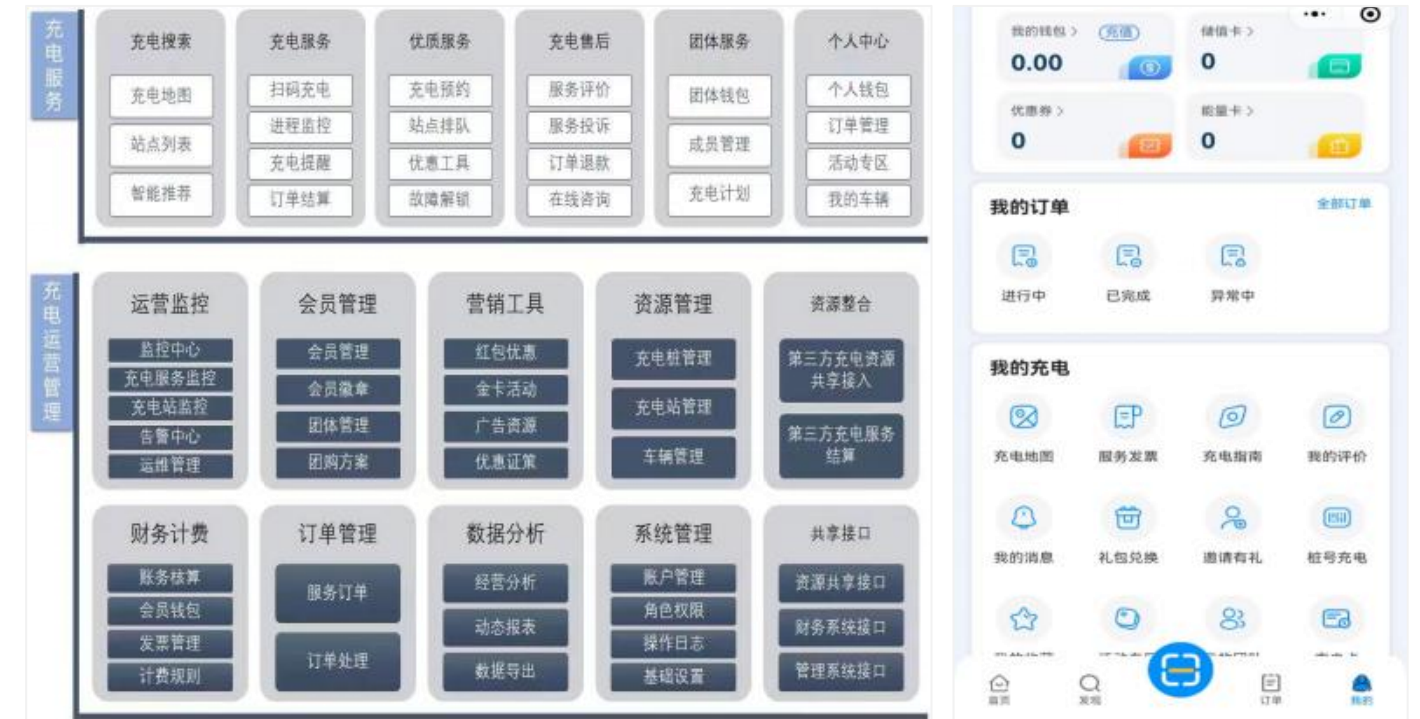 充电服务
充电搜索
充电地图
站点列表
智能推荐
充电服务
扫码充电
进程监控
充电提醒
订单结算
优质服务
充电预约
站点排队
优惠工具
故障解锁
充电售后
服务评价
服务投诉
订单退款
在线咨询
团体服务
团体钱包
成员管理
充电计划
个人中心
个人钱包
订单管理
活动专区
我的车辆
充电运营管理
运营监控
监控中心
充电服务监控
充电站监控
告警中心
运维管理
会员管理
会员管理
会员徽章
团体管理
团购方案
营销工具
红包优惠
金卡活动
广告资源
优惠证策
资源管理
充电桩管理
充电站管理
车辆管理
资源整合
第三方充电资源
共享接入
第三方充电服务
结算
财务计费
账务核算
会员钱包
发票管理
计费规则
订单管理
服务订单
订单处理
数据分析
经营分析
动态报表
数据导出
系统管理
账户管理
角色权限
操作日志
基础设置
共享接口
资源共享接口
财务系统接口
管理系统接口
我的钱包 > 充值
0.00
储值卡 >
0
优惠券 >
0
能量卡 >
0
我的订单 全部订单
进行中 已完成 异常中
我的充电
充电地图 服务发票 充电指南 我的评价
我的消息 礼包兑换 邀请有礼 桩号充电
首页 发现 订单 我的